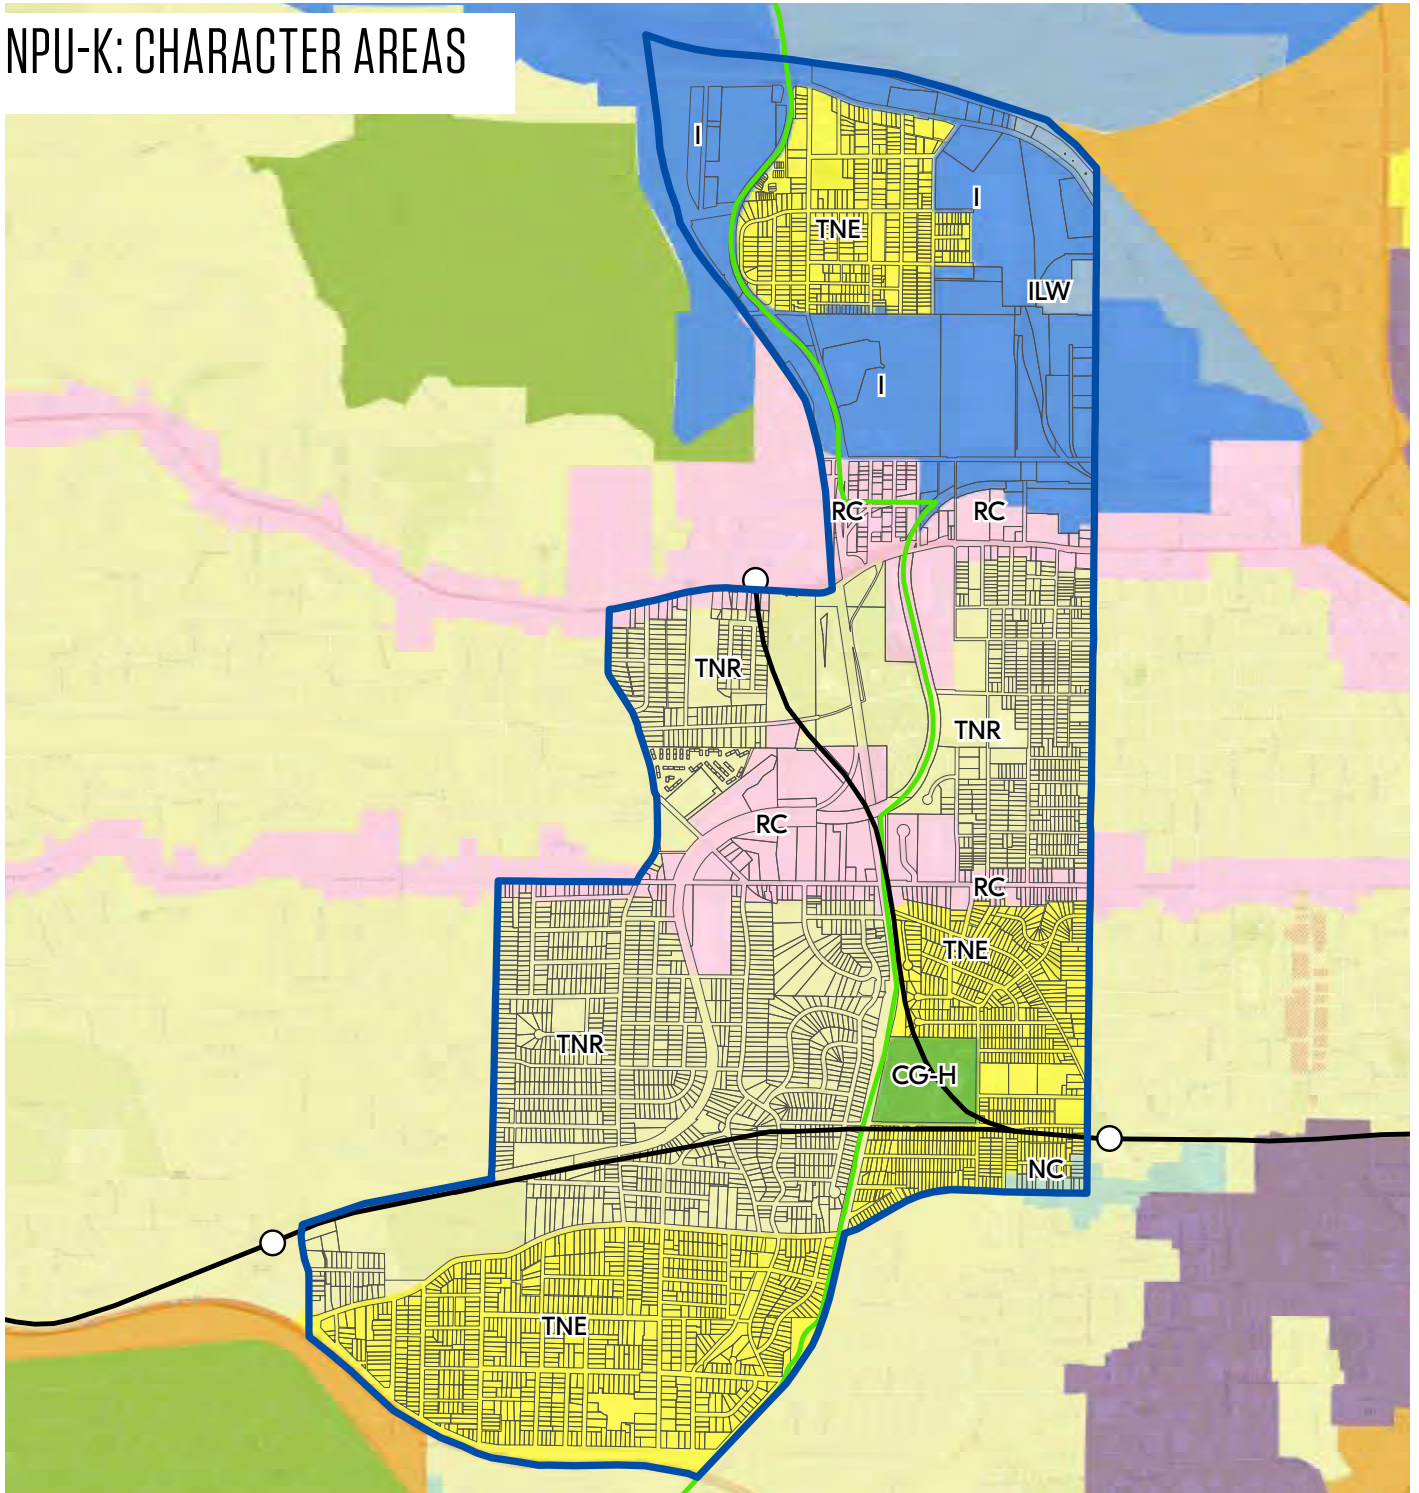 NPU-K: CHARACTER AREAS
I
I
TNE
ILW
I
RC
RC
TNR
TNR
RC
RC
TNE
TNR
CG-H
NC
TNE